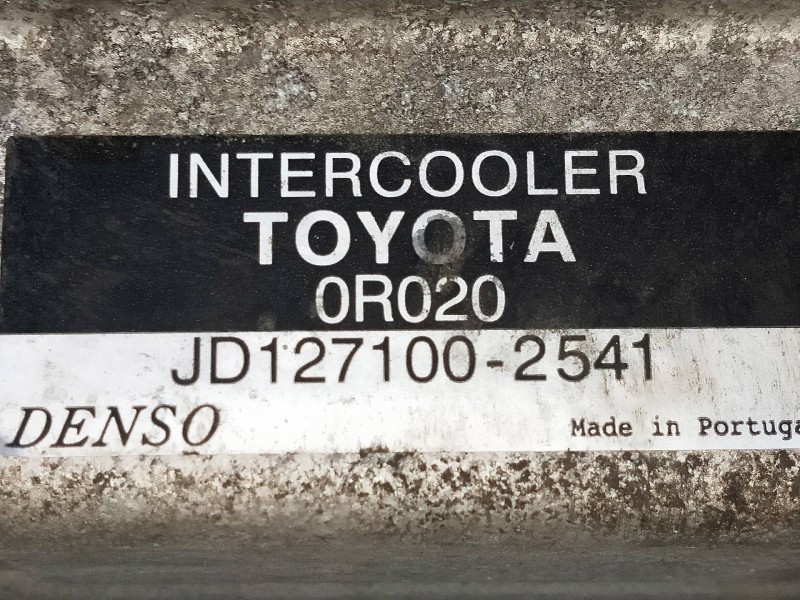 INTERCOOLER
TOYOTA
0R020
JD127100-2541
DENSO
Made in Portuga